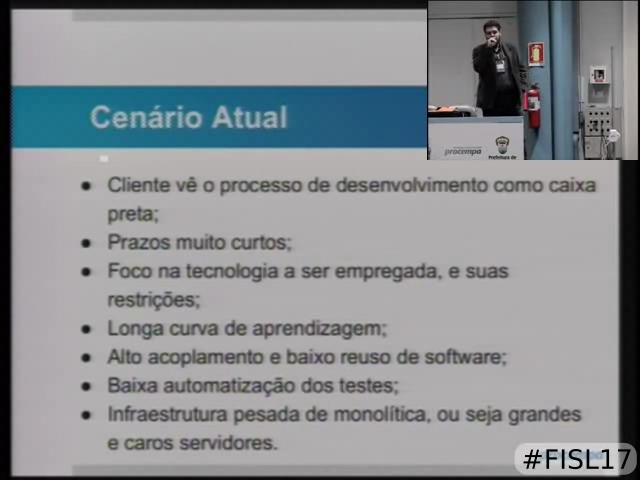 Cenário Atual
procempa
Prefeitura de
● Cliente vê o processo de desenvolvimento como caixa
preta;
● Prazos muito curtos;
● Foco na tecnologia a ser empregada, e suas
restrições;
● Longa curva de aprendizagem;
● Alto acoplamento e baixo reuso de software;
● Baixa automatização dos testes;
● Infraestrutura pesada de monolítica, ou seja grandes
e caros servidores.
#FISL17